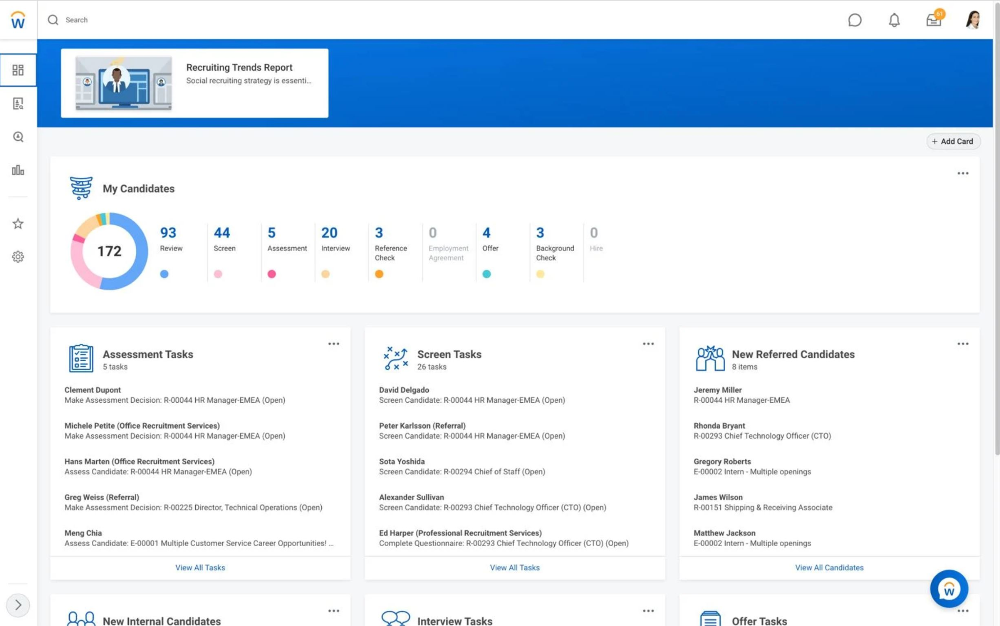 W
Search
61
Recruiting Trends Report
Social recruiting strategy is essenti...
+ Add Card
My Candidates
172
93
Review
44
Screen
5
Assessment
20
Interview
3
Reference
Check
0
Employment
Agreement
4
Offer
3
Background
Check
0
Hire
Assessment Tasks
5 tasks
Clement Dupont
Make Assessment Decision: R-00044 HR Manager-EMEA (Open)
Michele Petite (Office Recruitment Services)
Make Assessment Decision: R-00044 HR Manager-EMEA (Open)
Hans Marten (Office Recruitment Services)
Assess Candidate: R-00044 HR Manager-EMEA (Open)
Greg Weiss (Referral)
Make Assessment Decision: R-00225 Director, Technical Operations (Open)
Meng Chia
Assess Candidate: E-00001 Multiple Customer Service Career Opportunities! ...
View All Tasks
Screen Tasks
26 tasks
David Delgado
Screen Candidate: R-00044 HR Manager-EMEA (Open)
Peter Karlsson (Referral)
Screen Candidate: R-00044 HR Manager-EMEA (Open)
Sota Yoshida
Screen Candidate: R-00294 Chief of Staff (Open)
Alexander Sullivan
Screen Candidate: R-00293 Chief Technology Officer (CTO) (Open)
Ed Harper (Professional Recruitment Services)
Complete Questionnaire: R-00293 Chief Technology Officer (CTO) (Open)
View All Tasks
New Referred Candidates
8 items
Jeremy Miller
R-00044 HR Manager-EMEA
Rhonda Bryant
R-00293 Chief Technology Officer (CTO)
Gregory Roberts
E-00002 Intern - Multiple openings
James Wilson
R-00151 Shipping & Receiving Associate
Matthew Jackson
E-00002 Intern - Multiple openings
View All Candidates
W
New Internal Candidates
Interview Tasks
Offer Tasks